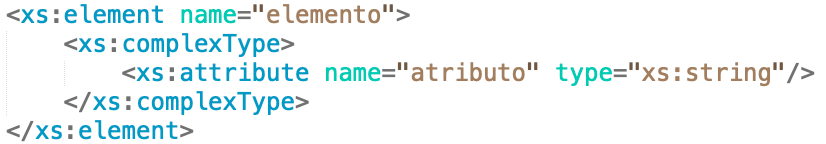 <xs:element name="elemento">
    <xs:complexType>
        <xs:attribute name="atributo" type="xs:string"/>
    </xs:complexType>
</xs:element>